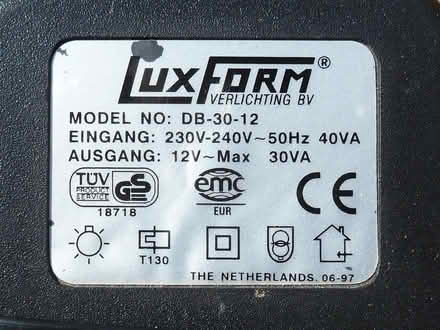 LUXFORM®
VERLICHTING BV
MODEL NO: DB-30-12
EINGANG: 230V-240V~50Hz 40VA
AUSGANG: 12V~Max 30VA
TÜV
PRODUCT SERVICE
GS
18718
emc
EUR
CE
T130
THE NETHERLANDS. 06-97